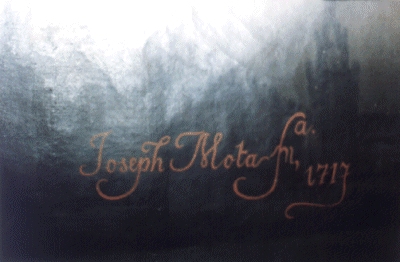 Joseph Mota fa. m, 1717